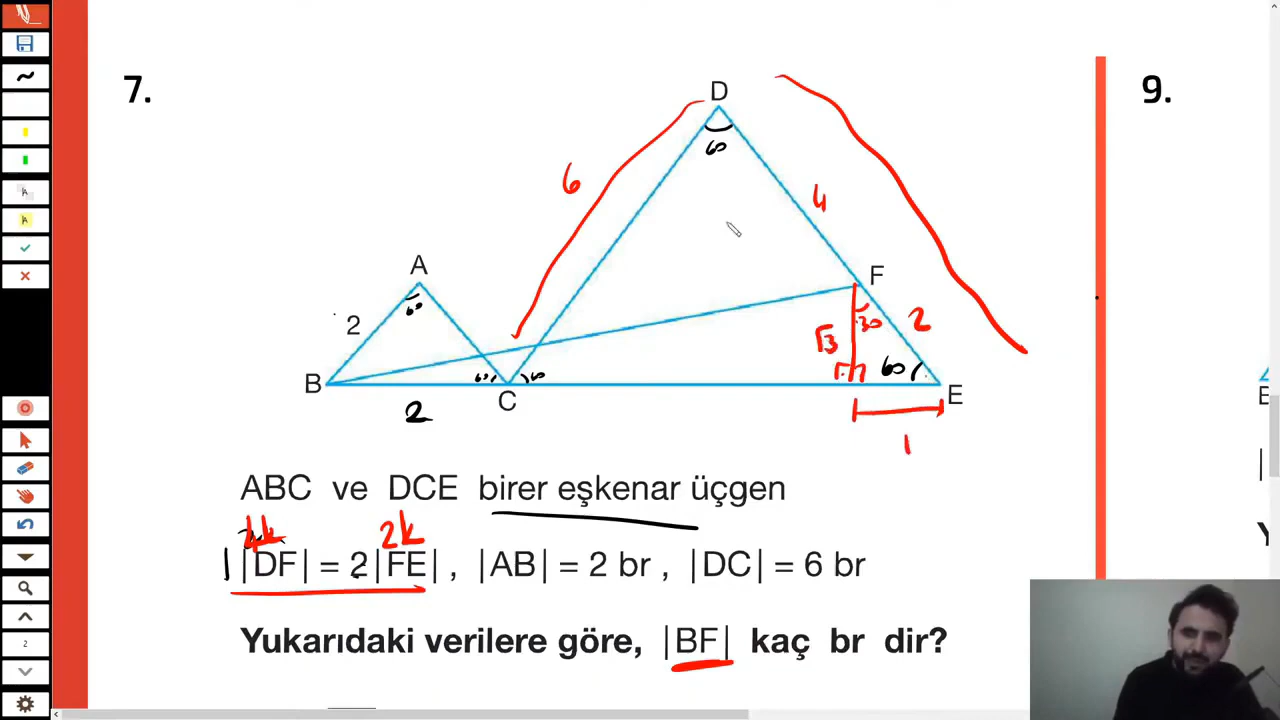 7.
9.
D
60
6
4
A
60
F
2
30
2
√3
60
60
60
B
C
E
2
1
E
ABC ve DCE birer eşkenar üçgen
4k 2k
|DF| = 2|FE| , |AB| = 2 br , |DC| = 6 br
Yukarıdaki verilere göre, |BF| kaç br dir?
2